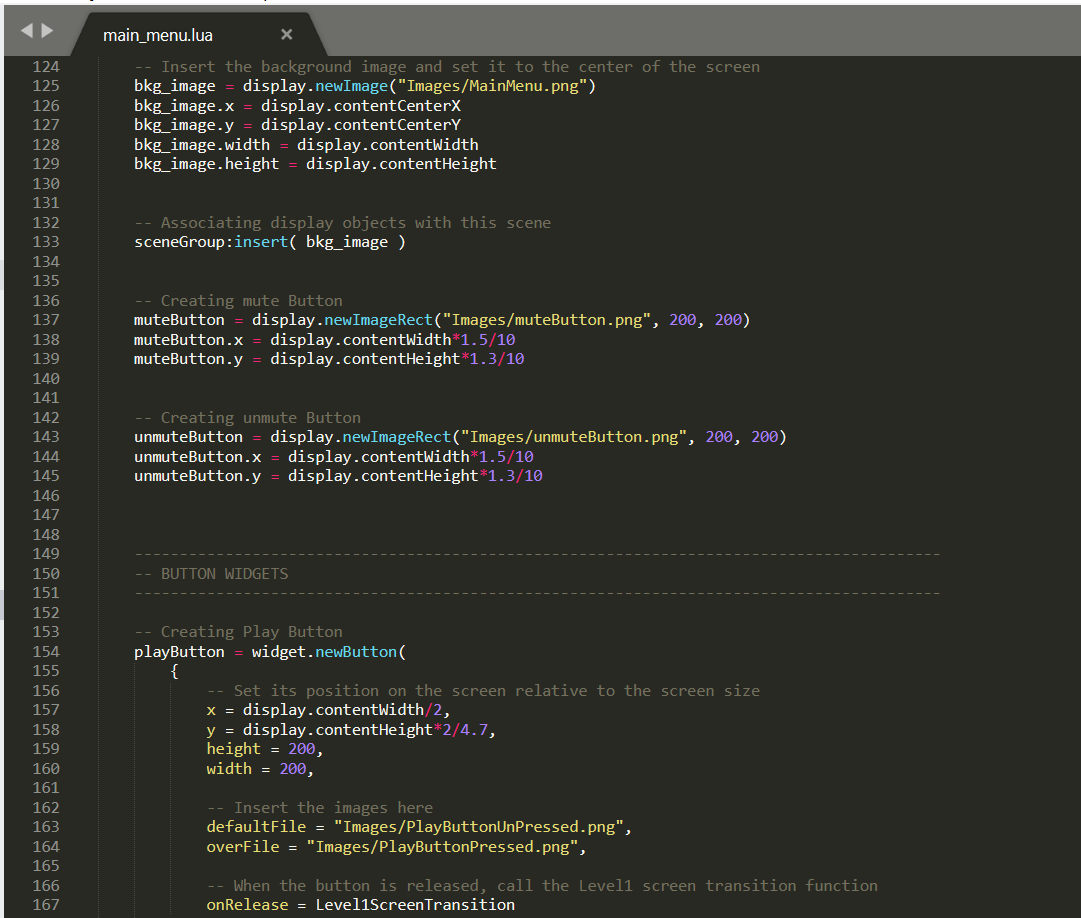 main_menu.lua ×
124 -- Insert the background image and set it to the center of the screen
125 bkg_image = display.newImage("Images/MainMenu.png")
126 bkg_image.x = display.contentCenterX
127 bkg_image.y = display.contentCenterY
128 bkg_image.width = display.contentWidth
129 bkg_image.height = display.contentHeight
130
131
132 -- Associating display objects with this scene
133 sceneGroup:insert( bkg_image )
134
135
136 -- Creating mute Button
137 muteButton = display.newImageRect("Images/muteButton.png", 200, 200)
138 muteButton.x = display.contentWidth*1.5/10
139 muteButton.y = display.contentHeight*1.3/10
140
141
142 -- Creating unmute Button
143 unmuteButton = display.newImageRect("Images/unmuteButton.png", 200, 200)
144 unmuteButton.x = display.contentWidth*1.5/10
145 unmuteButton.y = display.contentHeight*1.3/10
146
147
148
149 -----------------------------------------------------------------------------------------
150 -- BUTTON WIDGETS
151 -----------------------------------------------------------------------------------------
152
153 -- Creating Play Button
154 playButton = widget.newButton(
155 {
156 -- Set its position on the screen relative to the screen size
157 x = display.contentWidth/2,
158 y = display.contentHeight*2/4.7,
159 height = 200,
160 width = 200,
161
162 -- Insert the images here
163 defaultFile = "Images/PlayButtonUnPressed.png",
164 overFile = "Images/PlayButtonPressed.png",
165
166 -- When the button is released, call the Level1 screen transition function
167 onRelease = Level1ScreenTransition